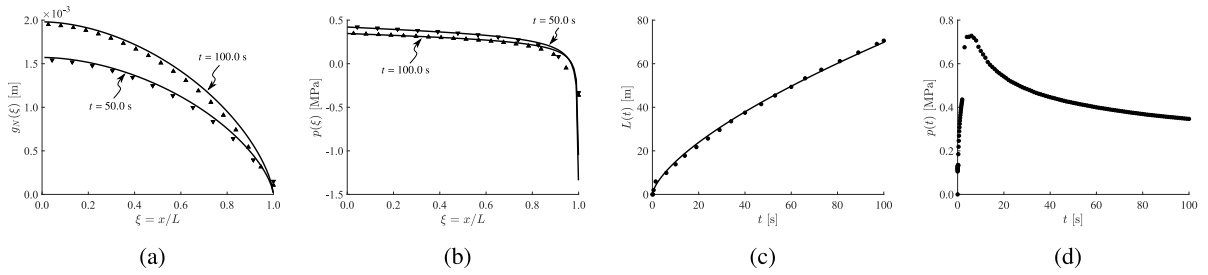 ×10⁻³
2.0
1.5
1.0
0.5
0.0
g_N(ξ) [m]
t = 100.0 s
t = 50.0 s
0.0 0.2 0.4 0.6 0.8 1.0
ξ = x/L
(a)
0.5
0.0
-0.5
-1.0
-1.5
p(ξ) [MPa]
t = 50.0 s
t = 100.0 s
0.0 0.2 0.4 0.6 0.8 1.0
ξ = x/L
(b)
80
60
40
20
0
L(t) [m]
0 20 40 60 80 100
t [s]
(c)
0.8
0.6
0.4
0.2
0.0
p(t) [MPa]
0 20 40 60 80 100
t [s]
(d)